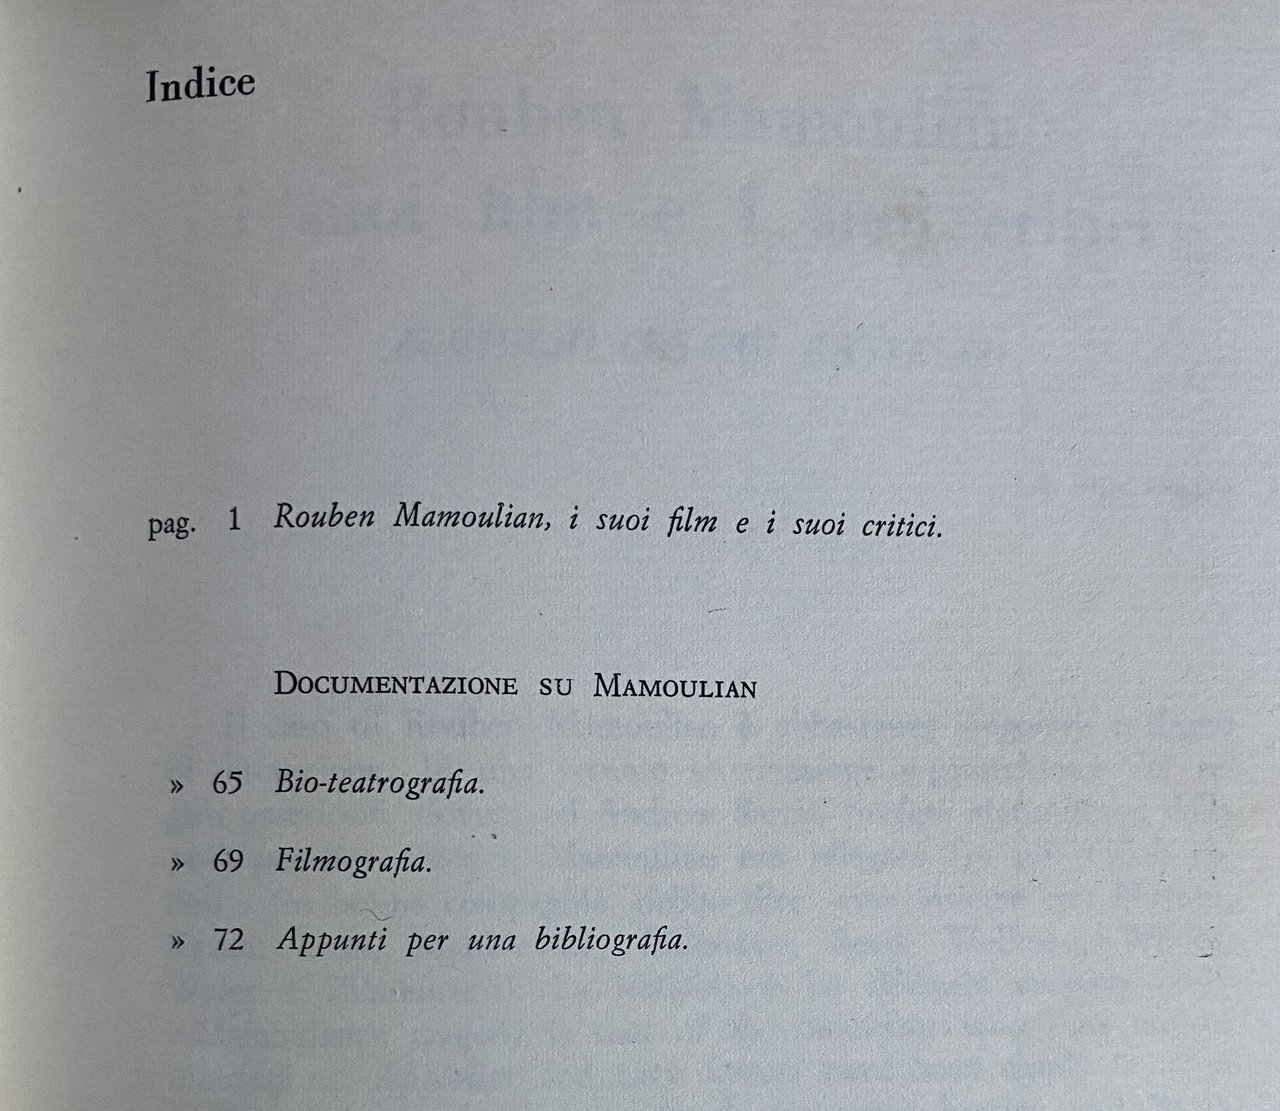 Indice
pag. 1 Rouben Mamoulian, i suoi film e i suoi critici.
DOCUMENTAZIONE SU MAMOULIAN
» 65 Bio-teatrografia.
» 69 Filmografia.
» 72 Appunti per una bibliografia.